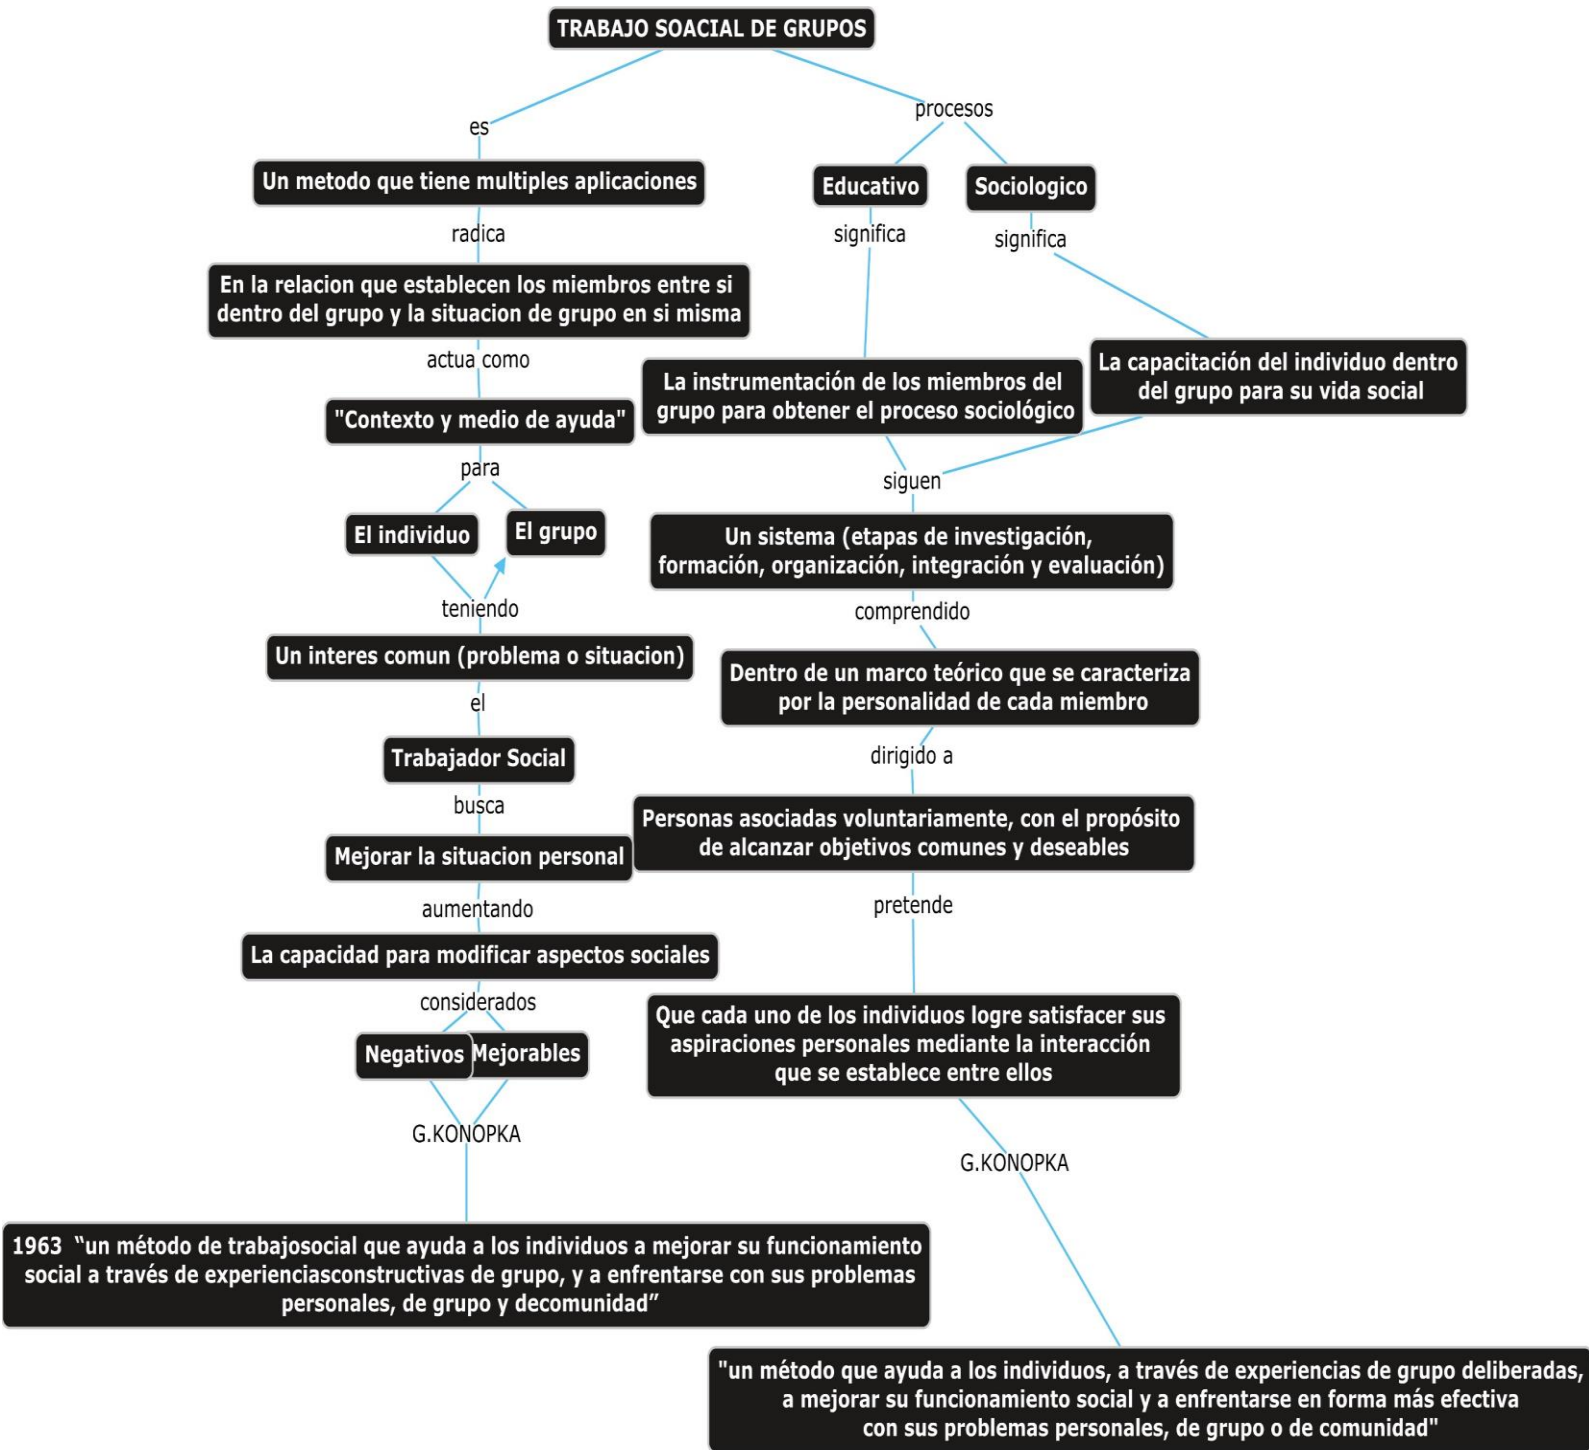 TRABAJO SOACIAL DE GRUPOS
es
Un metodo que tiene multiples aplicaciones
radica
En la relacion que establecen los miembros entre si
dentro del grupo y la situacion de grupo en si misma
actua como
"Contexto y medio de ayuda"
para
El individuo
El grupo
teniendo
Un interes comun (problema o situacion)
el
Trabajador Social
busca
Mejorar la situacion personal
aumentando
La capacidad para modificar aspectos sociales
considerados
Negativos
Mejorables
G.KONOPKA
1963 “un método de trabajosocial que ayuda a los individuos a mejorar su funcionamiento
social a través de experienciasconstructivas de grupo, y a enfrentarse con sus problemas
personales, de grupo y decomunidad”
procesos
Educativo
Sociologico
significa
significa
La instrumentación de los miembros del
grupo para obtener el proceso sociológico
La capacitación del individuo dentro
del grupo para su vida social
siguen
Un sistema (etapas de investigación,
formación, organización, integración y evaluación)
comprendido
Dentro de un marco teórico que se caracteriza
por la personalidad de cada miembro
dirigido a
Personas asociadas voluntariamente, con el propósito
de alcanzar objetivos comunes y deseables
pretende
Que cada uno de los individuos logre satisfacer sus
aspiraciones personales mediante la interacción
que se establece entre ellos
G.KONOPKA
"un método que ayuda a los individuos, a través de experiencias de grupo deliberadas,
a mejorar su funcionamiento social y a enfrentarse en forma más efectiva
con sus problemas personales, de grupo o de comunidad"